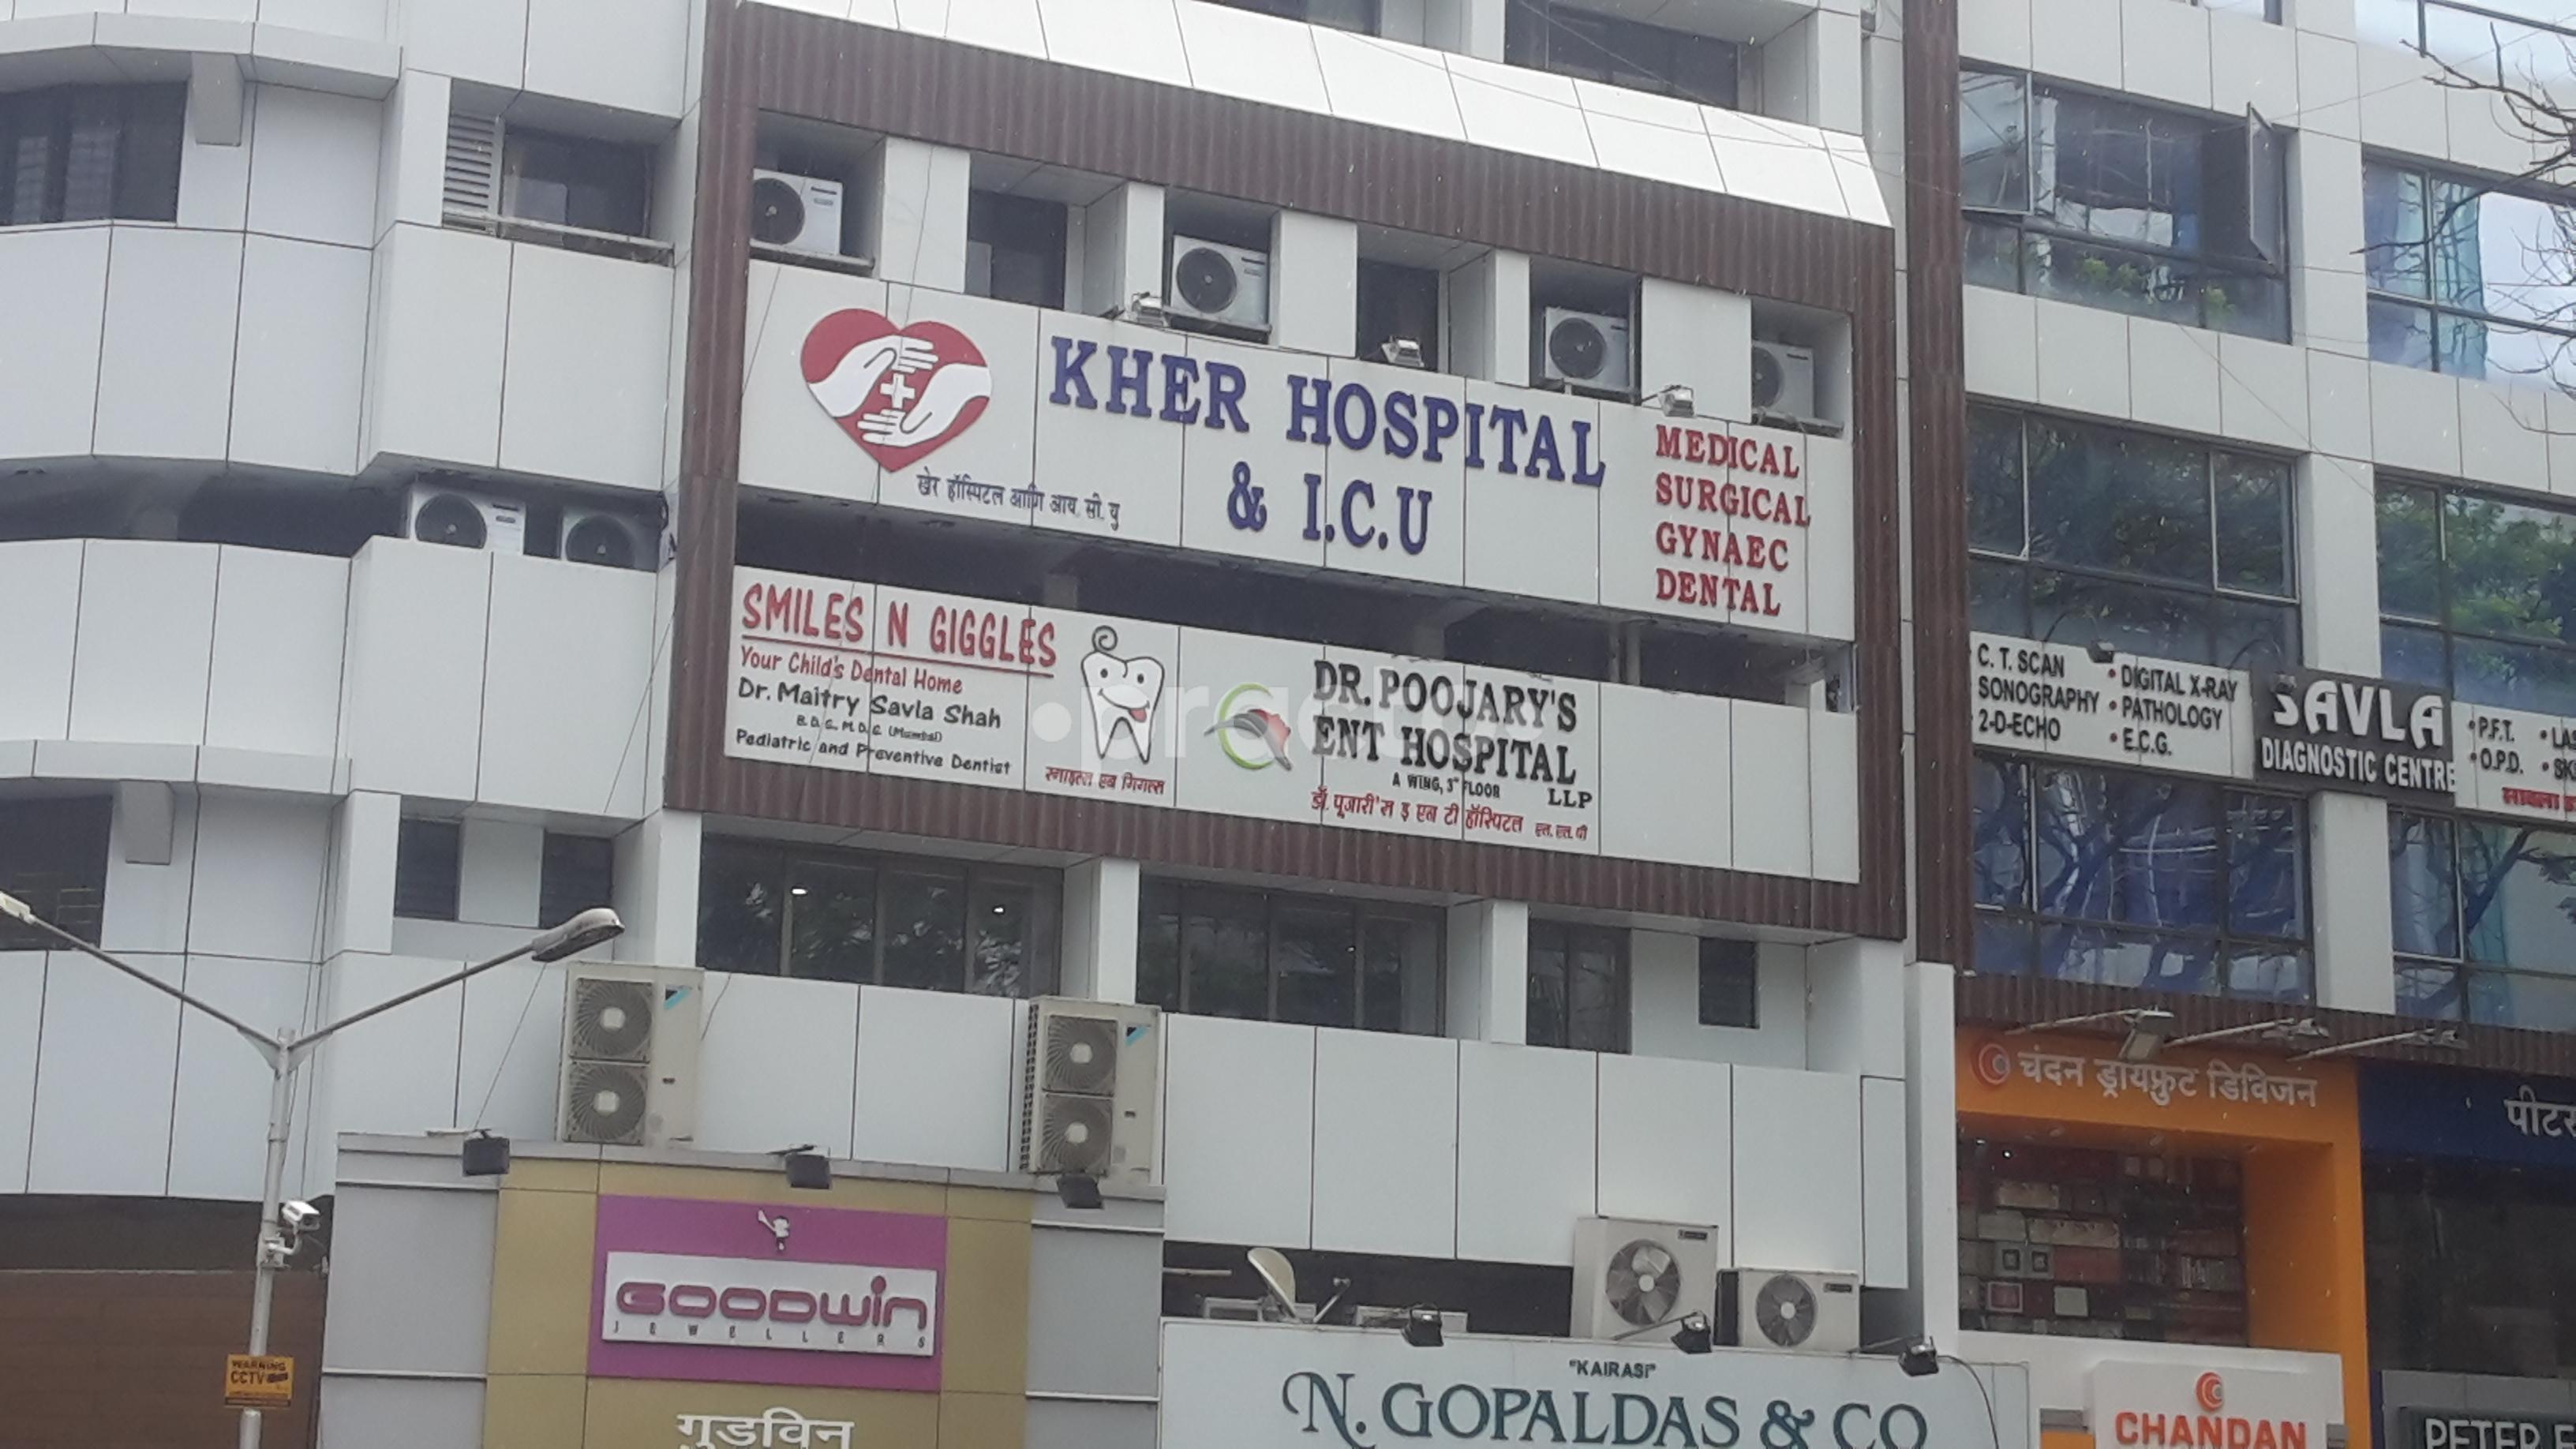 KHER HOSPITAL
& I.C.U
खेर हॉस्पिटल आणि आय. सी. यु
MEDICAL
SURGICAL
GYNAEC
DENTAL
SMILES N GIGGLES
Your Child's Dental Home
Dr. Maitry Savla Shah
B.D.S., M.D.S. (Mumbai)
Pediatric and Preventive Dentist
स्माइल्स एन गिगल्स
DR. POOJARY'S
ENT HOSPITAL
A WING, 3RD FLOOR
LLP
डॉ. पूजारी'स इ एन टी हॉस्पिटल एल. एल. पी
•practo
C. T. SCAN
SONOGRAPHY
2-D-ECHO
• DIGITAL X-RAY
• PATHOLOGY
• E.C.G.
SAVLA
DIAGNOSTIC CENTRE
• P.F.T.
• O.P.D.
चंदन ड्रायफ्रुट डिविजन
GOODWIN
JEWELLERS
गुडविन
WARNING
CCTV
"KAIRASI"
N. GOPALDAS & CO
CHANDAN
PETER